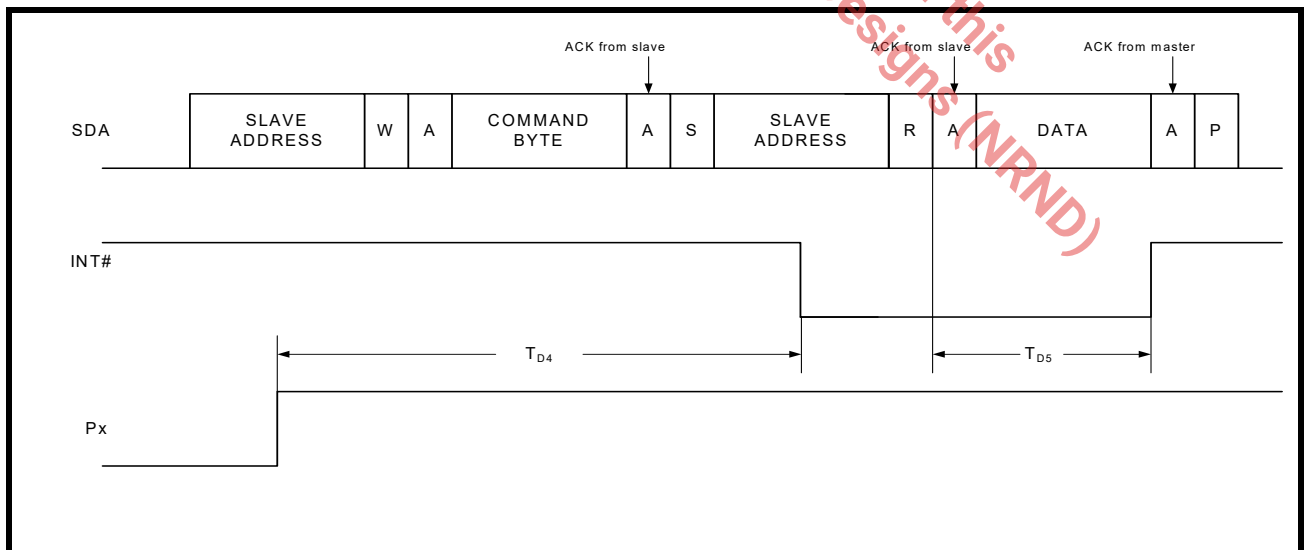 this
esigns (NRND)
ACK from slave
ACK from slave
ACK from master
SDA
SLAVE ADDRESS
W
A
COMMAND BYTE
A
S
SLAVE ADDRESS
R
A
DATA
A
P
INT#
TD4
TD5
Px